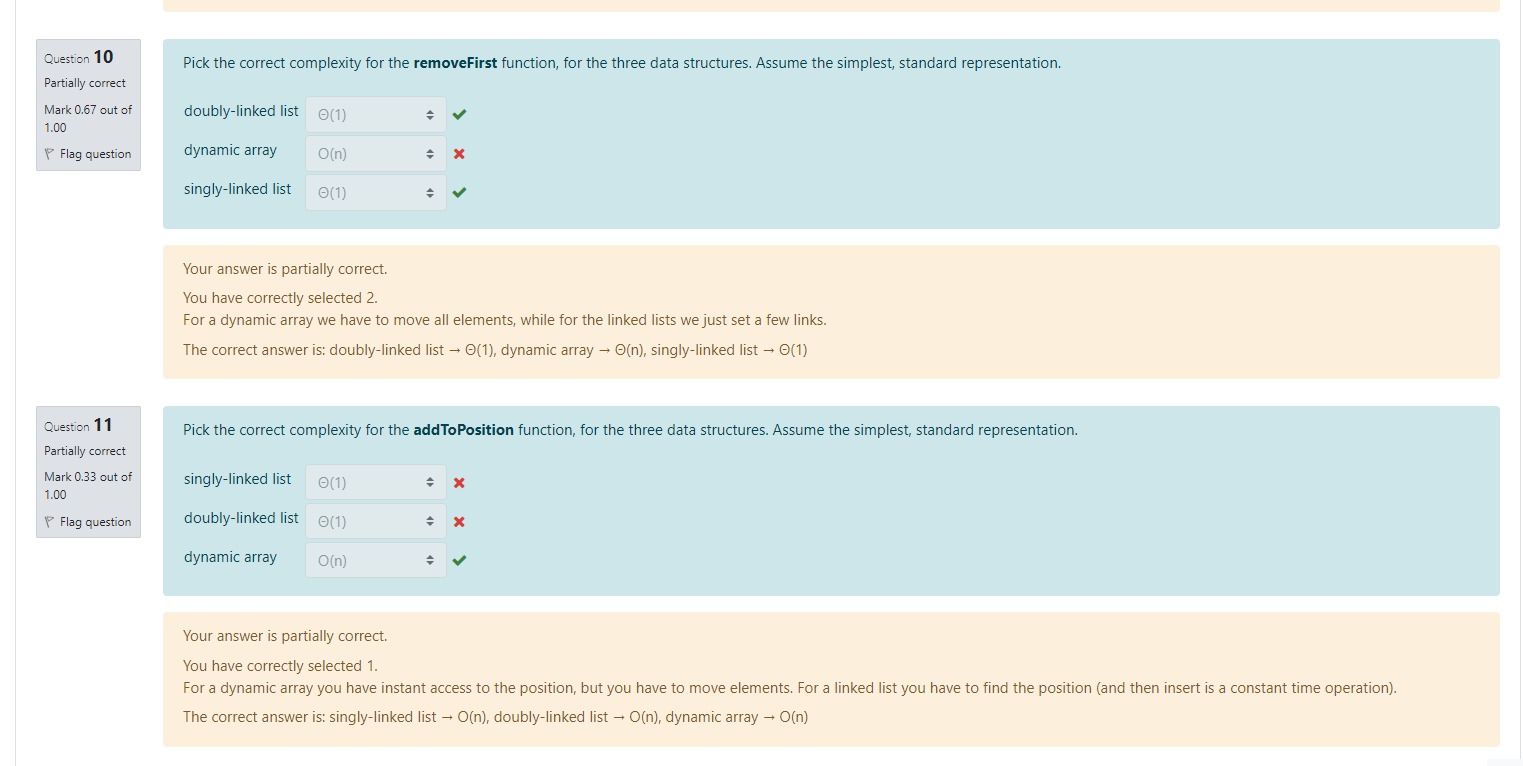 Question 10
Partially correct
Mark 0.67 out of
1.00
Flag question
Pick the correct complexity for the removeFirst function, for the three data structures. Assume the simplest, standard representation.
doubly-linked list Θ(1)
dynamic array O(n)
singly-linked list Θ(1)
Your answer is partially correct.
You have correctly selected 2.
For a dynamic array we have to move all elements, while for the linked lists we just set a few links.
The correct answer is: doubly-linked list → Θ(1), dynamic array → Θ(n), singly-linked list → Θ(1)
Question 11
Partially correct
Mark 0.33 out of
1.00
Flag question
Pick the correct complexity for the addToPosition function, for the three data structures. Assume the simplest, standard representation.
singly-linked list Θ(1)
doubly-linked list Θ(1)
dynamic array O(n)
Your answer is partially correct.
You have correctly selected 1.
For a dynamic array you have instant access to the position, but you have to move elements. For a linked list you have to find the position (and then insert is a constant time operation).
The correct answer is: singly-linked list → O(n), doubly-linked list → O(n), dynamic array → O(n)